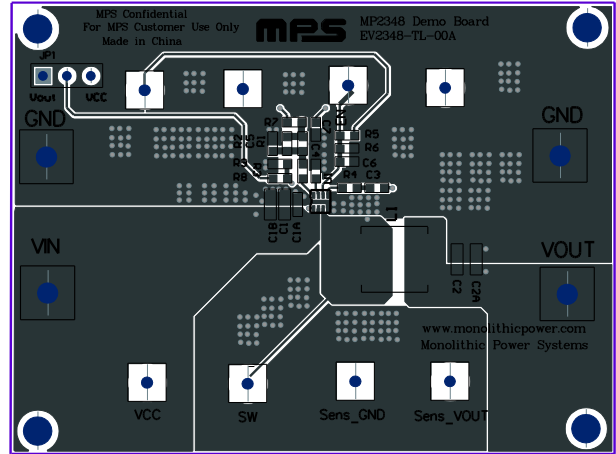 MPS Confidential
For MPS Customer Use Only
Made in China
MPS
MP2348 Demo Board
EV2348-TL-00A
JP1
Vout
VCC
GND
GND
R7
R5
R6
C6
R8
R4
C3
C1B
C1
C1A
L1
C2
C2A
VIN
VOUT
www.monolithicpower.com
Monolithic Power Systems
VCC
SW
Sens_GND
Sens_VOUT